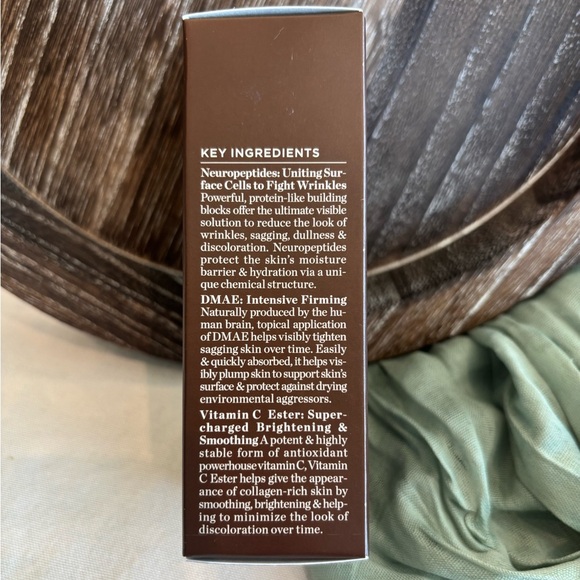 KEY INGREDIENTS
Neuropeptides: Uniting Sur-
face Cells to Fight Wrinkles
Powerful, protein-like building
blocks offer the ultimate visible
solution to reduce the look of
wrinkles, sagging, dullness &
discoloration. Neuropeptides
protect the skin's moisture
barrier & hydration via a uni-
que chemical structure.
DMAE: Intensive Firming
Naturally produced by the hu-
man brain, topical application
of DMAE helps visibly tighten
sagging skin over time. Easily
& quickly absorbed, it helps vis-
ibly plump skin to support skin's
surface & protect against drying
environmental aggressors.
Vitamin C Ester: Super-
charged Brightening &
Smoothing A potent & highly
stable form of antioxidant
powerhouse vitamin C, Vitamin
C Ester helps give the appear-
ance of collagen-rich skin by
smoothing, brightening & help-
ing to minimize the look of
discoloration over time.